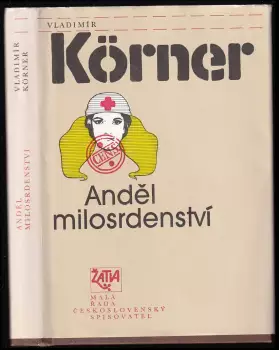 VLADIMÍR
KÖRNER
ANDĚL
MILOSRDENSTVÍ
VLADIMÍR
Körner
Anděl
milosrdenství
ŽATVA
MALÁ
ŘADA
ČESKOSLOVENSKÝ
SPISOVATEL